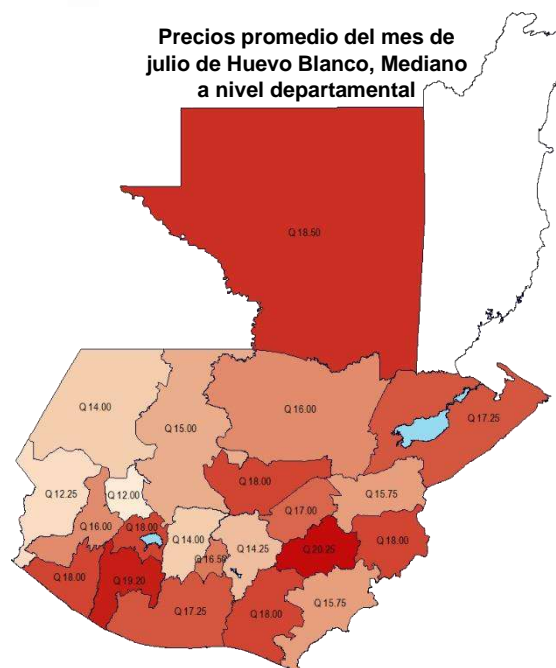 Precios promedio del mes de
julio de Huevo Blanco, Mediano
a nivel departamental
Q 18.50
Q 14.00
Q 15.00
Q 16.00
Q 17.25
Q 12.25
Q 12.00
Q 18.00
Q 15.75
Q 16.00
Q 18.00
Q 14.00
Q 14.25
Q 17.00
Q 20.25
Q 18.00
Q 16.50
Q 18.00
Q 19.20
Q 17.25
Q 18.00
Q 15.75